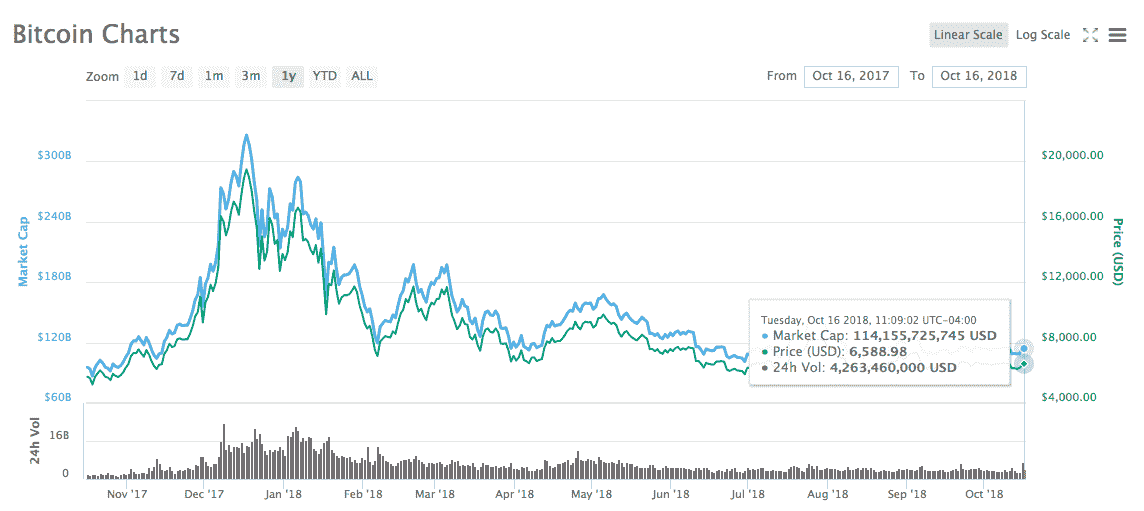 Bitcoin Charts
Linear Scale Log Scale
Zoom 1d 7d 1m 3m 1y YTD ALL
From Oct 16, 2017 To Oct 16, 2018
$300B
$240B
$180B
$120B
$60B
Market Cap
$20,000.00
$16,000.00
$12,000.00
$8,000.00
$4,000.00
Price (USD)
Tuesday, Oct 16 2018, 11:09:02 UTC-04:00
Market Cap: 114,155,725,745 USD
Price (USD): 6,588.98
24h Vol: 4,263,460,000 USD
24h Vol
16B
0
Nov '17 Dec '17 Jan '18 Feb '18 Mar '18 Apr '18 May '18 Jun '18 Jul '18 Aug '18 Sep '18 Oct '18